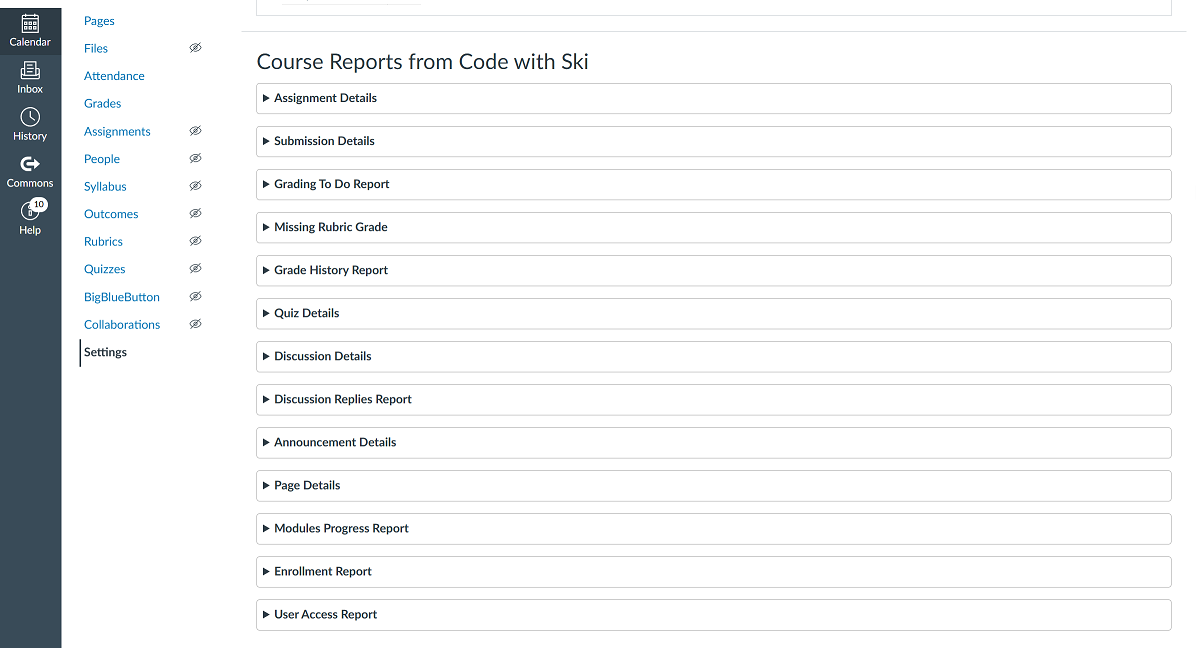 Calendar
Inbox
History
Commons
10
Help
Pages
Files
Attendance
Grades
Assignments
People
Syllabus
Outcomes
Rubrics
Quizzes
BigBlueButton
Collaborations
Settings
Course Reports from Code with Ski
Assignment Details
Submission Details
Grading To Do Report
Missing Rubric Grade
Grade History Report
Quiz Details
Discussion Details
Discussion Replies Report
Announcement Details
Page Details
Modules Progress Report
Enrollment Report
User Access Report